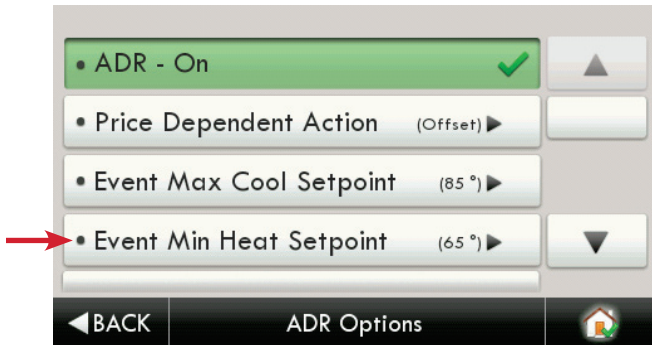 • ADR - On
• Price Dependent Action (Offset)
• Event Max Cool Setpoint (85 °)
• Event Min Heat Setpoint (65 °)
BACK ADR Options